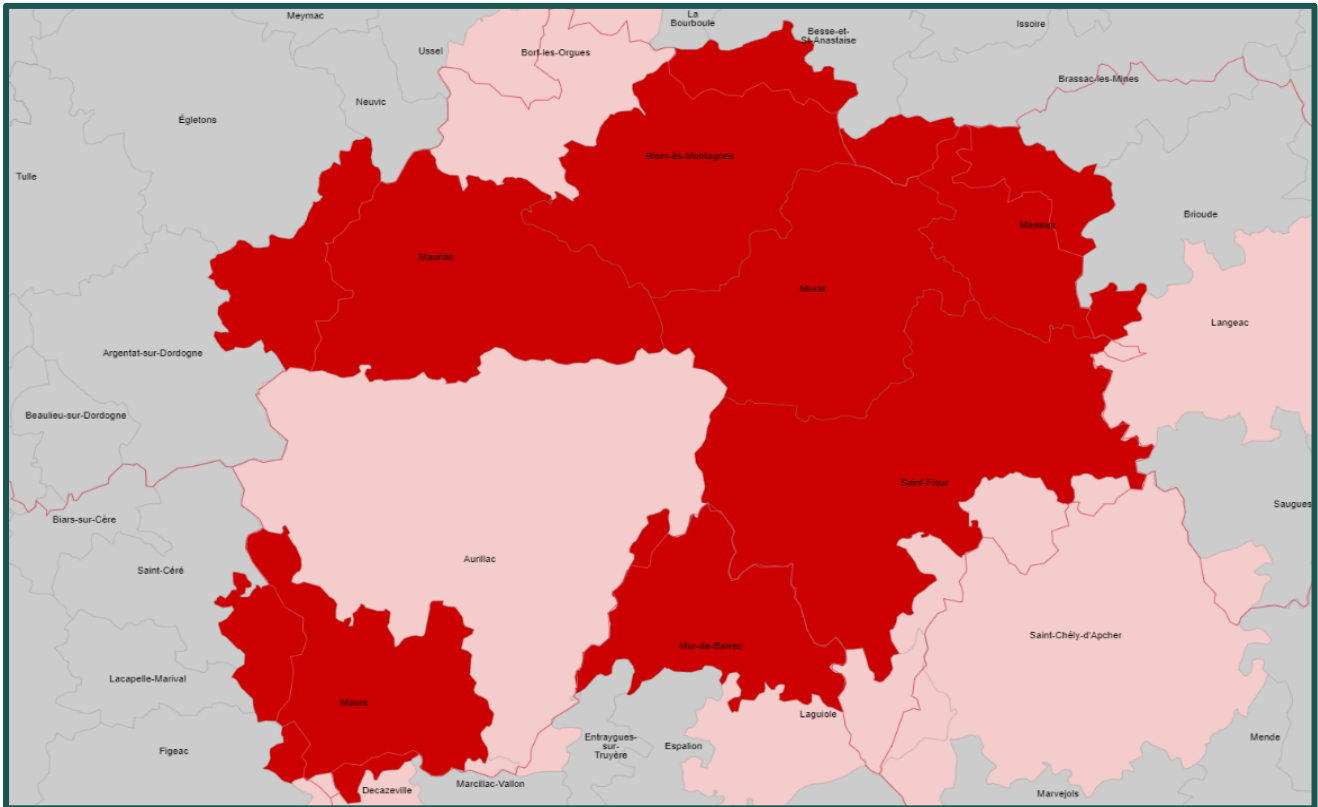 Meymac
La
Bourboule
Issoire
Besse-et-
St-Anastaise
Ussel
Bort-les-Orgues
Brassac-les-Mines
Neuvic
Égletons
Riom-ès-Montagnes
Tulle
Brioude
Massiac
Mauriac
Murat
Langeac
Argentat-sur-Dordogne
Beaulieu-sur-Dordogne
Saint-Flour
Saugues
Biars-sur-Cère
Aurillac
Saint-Céré
Saint-Chély-d'Apcher
Mur-de-Barrez
Lacapelle-Marival
Maurs
Laguiole
Entraygues-
sur-
Truyère
Espalion
Mende
Figeac
Marcillac-Vallon
Decazeville
Marvejols